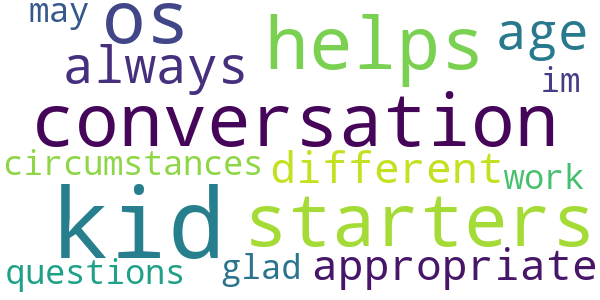 may os helps age
always im
conversation
circumstances different work
kid starters
questions glad appropriate